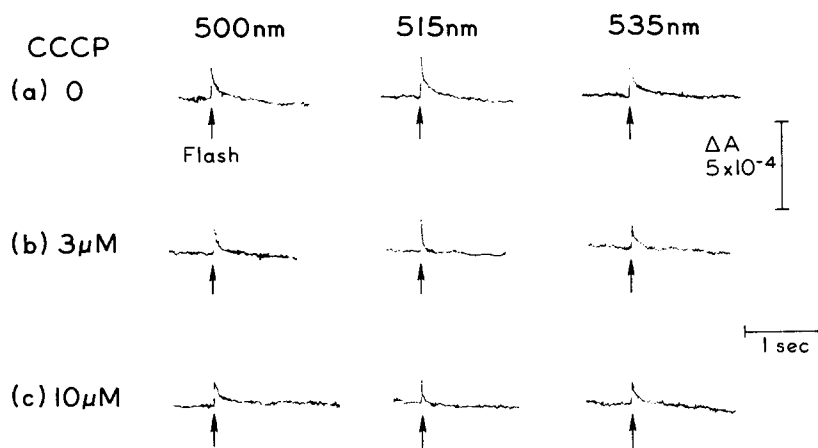 CCCP 500nm 515nm 535nm
(a) 0
Flash
ΔA
5x10⁻⁴
(b) 3μM
1 sec
(c) 10μM